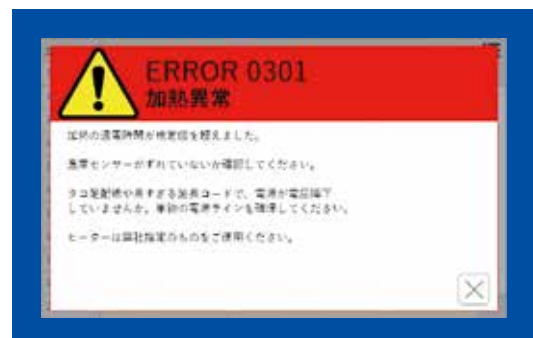 ERROR 0301
加熱異常
加熱の通電時間が規定値を超えました。
温度センサーがずれていないか確認してください。
タコ足配線や長すぎる延長コードで、電源が電圧降下
していませんか。単独の電源ラインを確保してください。
ヒーターは弊社指定のものをご使用ください。